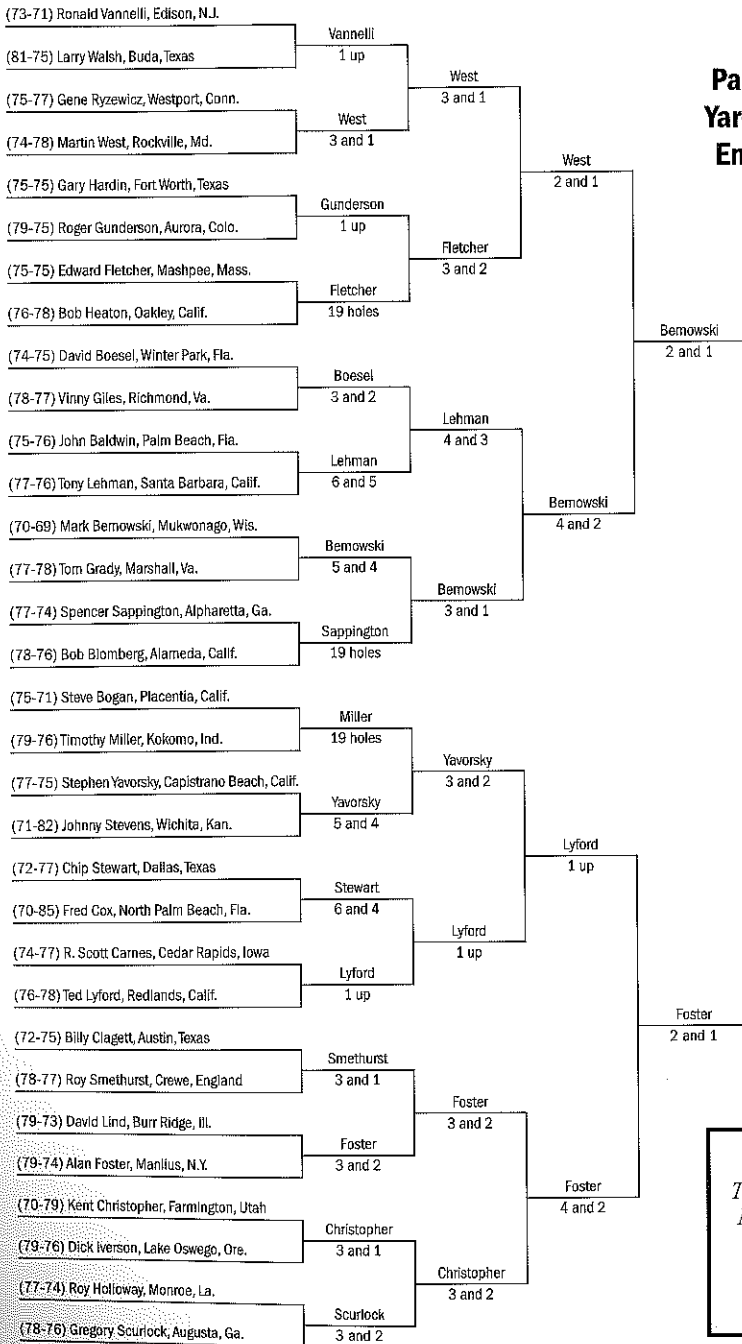 (73-71) Ronald Vannelli, Edison, N.J.
(81-75) Larry Walsh, Buda, Texas
(75-77) Gene Ryzewicz, Westport, Conn.
(74-78) Martin West, Rockville, Md.
(75-75) Gary Hardin, Fort Worth, Texas
(79-75) Roger Gunderson, Aurora, Colo.
(75-75) Edward Fletcher, Mashpee, Mass.
(76-78) Bob Heaton, Oakley, Calif.
(74-75) David Boesel, Winter Park, Fla.
(78-77) Vinny Giles, Richmond, Va.
(75-76) John Baldwin, Palm Beach, Fla.
(77-76) Tony Lehman, Santa Barbara, Calif.
(70-69) Mark Bemowski, Mukwonago, Wis.
(77-78) Tom Grady, Marshall, Va.
(77-74) Spencer Sappington, Alpharetta, Ga.
(78-76) Bob Blomberg, Alameda, Calif.
(75-71) Steve Bogan, Placentia, Calif.
(79-76) Timothy Miller, Kokomo, Ind.
(77-75) Stephen Yavorsky, Capistrano Beach, Calif.
(71-82) Johnny Stevens, Wichita, Kan.
(72-77) Chip Stewart, Dallas, Texas
(70-85) Fred Cox, North Palm Beach, Fla.
(74-77) R. Scott Carnes, Cedar Rapids, Iowa
(76-78) Ted Lyford, Redlands, Calif.
(72-75) Billy Clagett, Austin, Texas
(78-77) Roy Smethurst, Crewe, England
(79-73) David Lind, Burr Ridge, Ill.
(79-74) Alan Foster, Manlius, N.Y.
(70-79) Kent Christopher, Farmington, Utah
(79-76) Dick Iverson, Lake Oswego, Ore.
(77-74) Roy Holloway, Monroe, La.
(78-76) Gregory Scurlock, Augusta, Ga.
Vannelli
1 up
West
3 and 1
Gunderson
1 up
Fletcher
19 holes
Boesel
3 and 2
Lehman
6 and 5
Bemowski
5 and 4
Sappington
19 holes
Miller
19 holes
Yavorsky
5 and 4
Stewart
6 and 4
Lyford
1 up
Smethurst
3 and 1
Foster
3 and 2
Christopher
3 and 1
Scurlock
3 and 2
West
3 and 1
Fletcher
3 and 2
Lehman
4 and 3
Bemowski
3 and 1
Yavorsky
3 and 2
Lyford
1 up
Foster
3 and 2
Christopher
3 and 2
West
2 and 1
Bemowski
4 and 2
Lyford
1 up
Foster
4 and 2
Bemowski
2 and 1
Foster
2 and 1
Pa
Yar
En